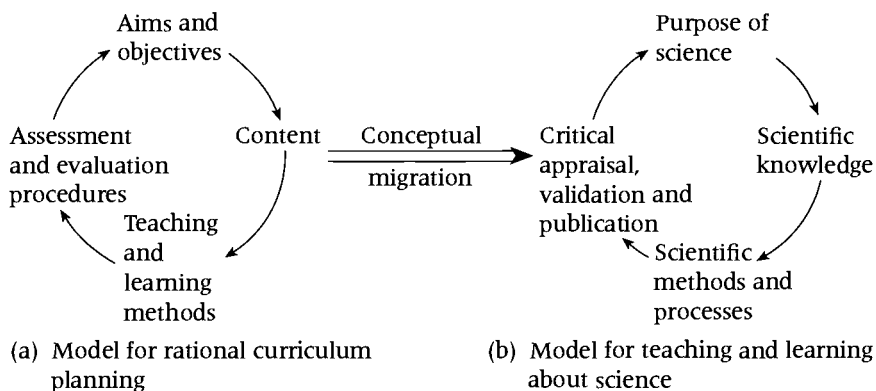 Aims and
objectives
Assessment
and evaluation
procedures
Content
Teaching
and
learning
methods
(a) Model for rational curriculum
planning
Conceptual
migration
Purpose of
science
Critical
appraisal,
validation and
publication
Scientific
knowledge
Scientific
methods and
processes
(b) Model for teaching and learning
about science